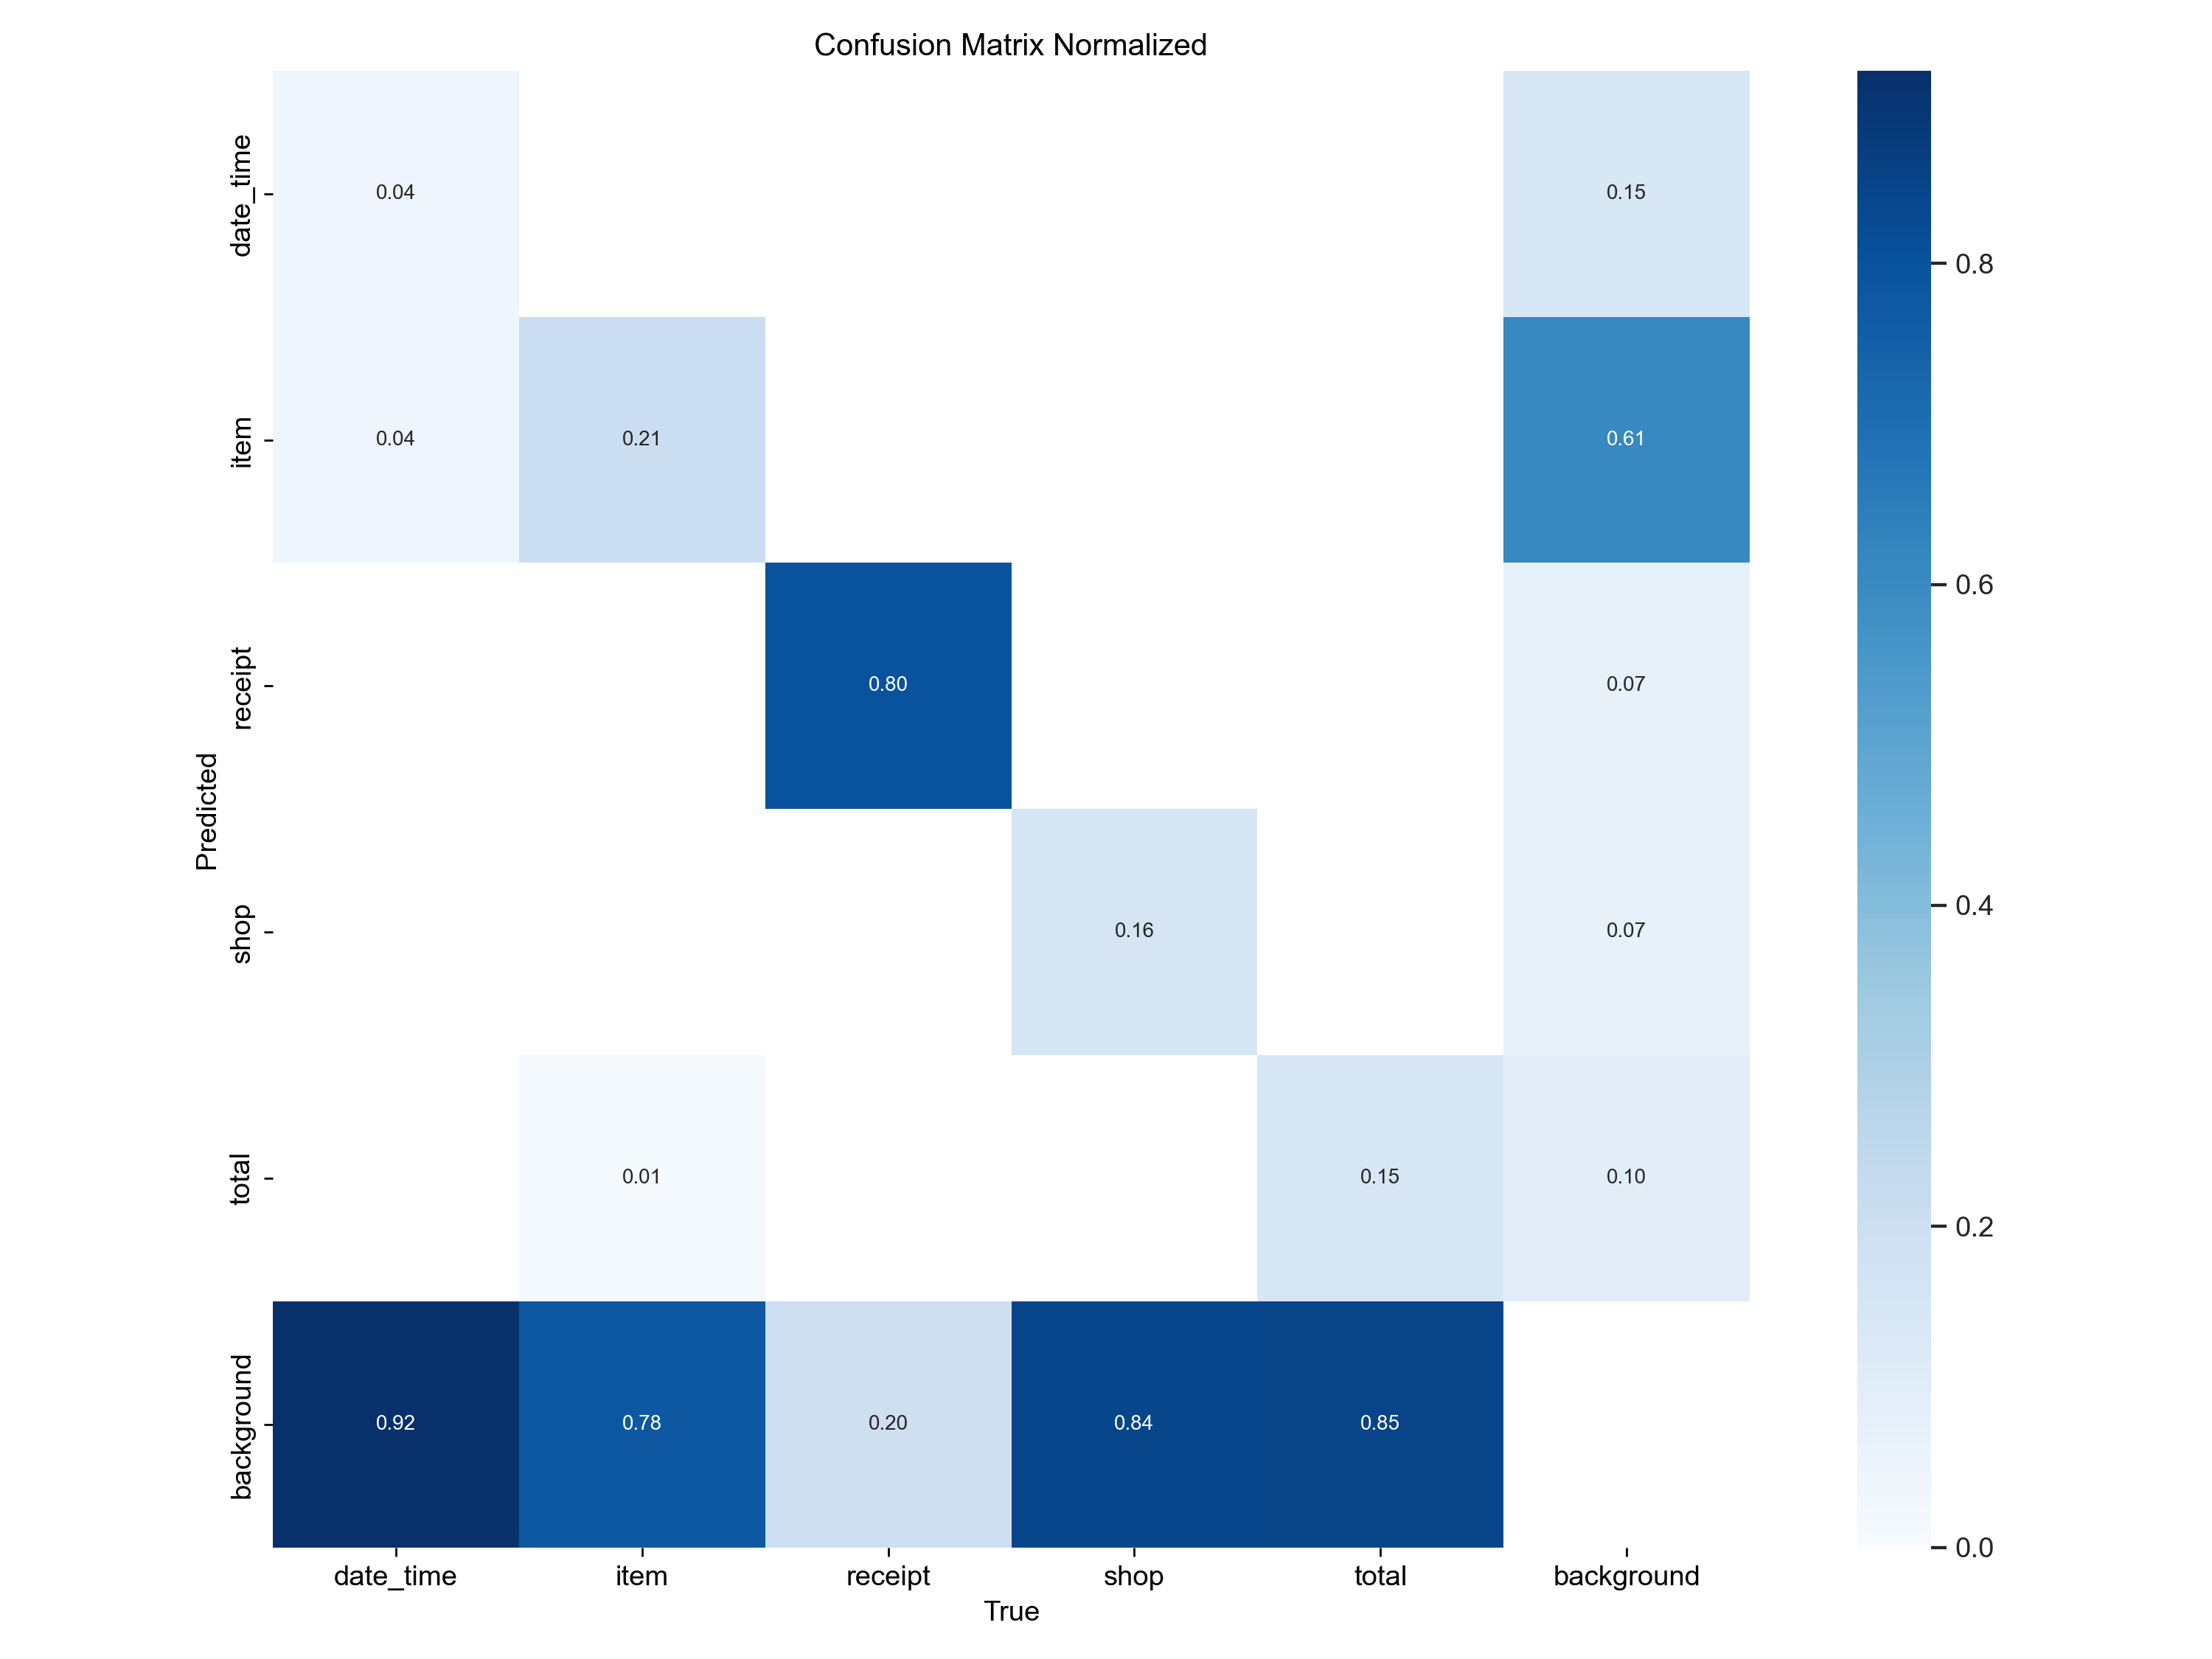 Confusion Matrix Normalized
date_time
0.04
0.15
0.8
item
0.04
0.21
0.61
0.6
receipt
0.80
0.07
Predicted
shop
0.16
0.07
0.4
total
0.01
0.15
0.10
0.2
background
0.92
0.78
0.20
0.84
0.85
0.0
date_time item receipt shop total background
True